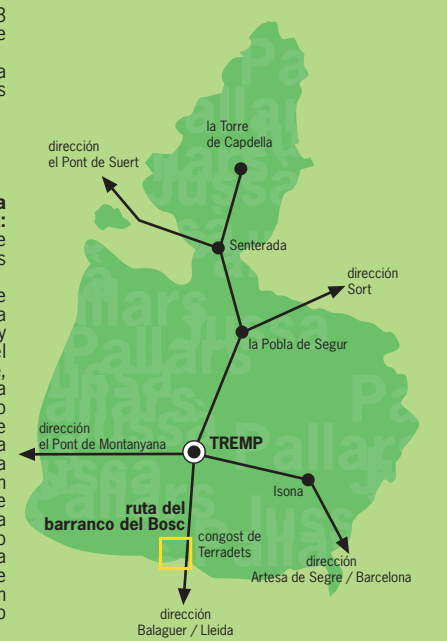 la Torre
de Capdella
dirección
el Pont de Suert
Senterada
dirección
Sort
la Pobla de Segur
dirección
el Pont de Montanyana
TREMP
Isona
ruta del
barranco del Bosc
congost de
Terradets
dirección
Artesa de Segre / Barcelona
dirección
Balaguer / Lleida
Pallars
Jussà